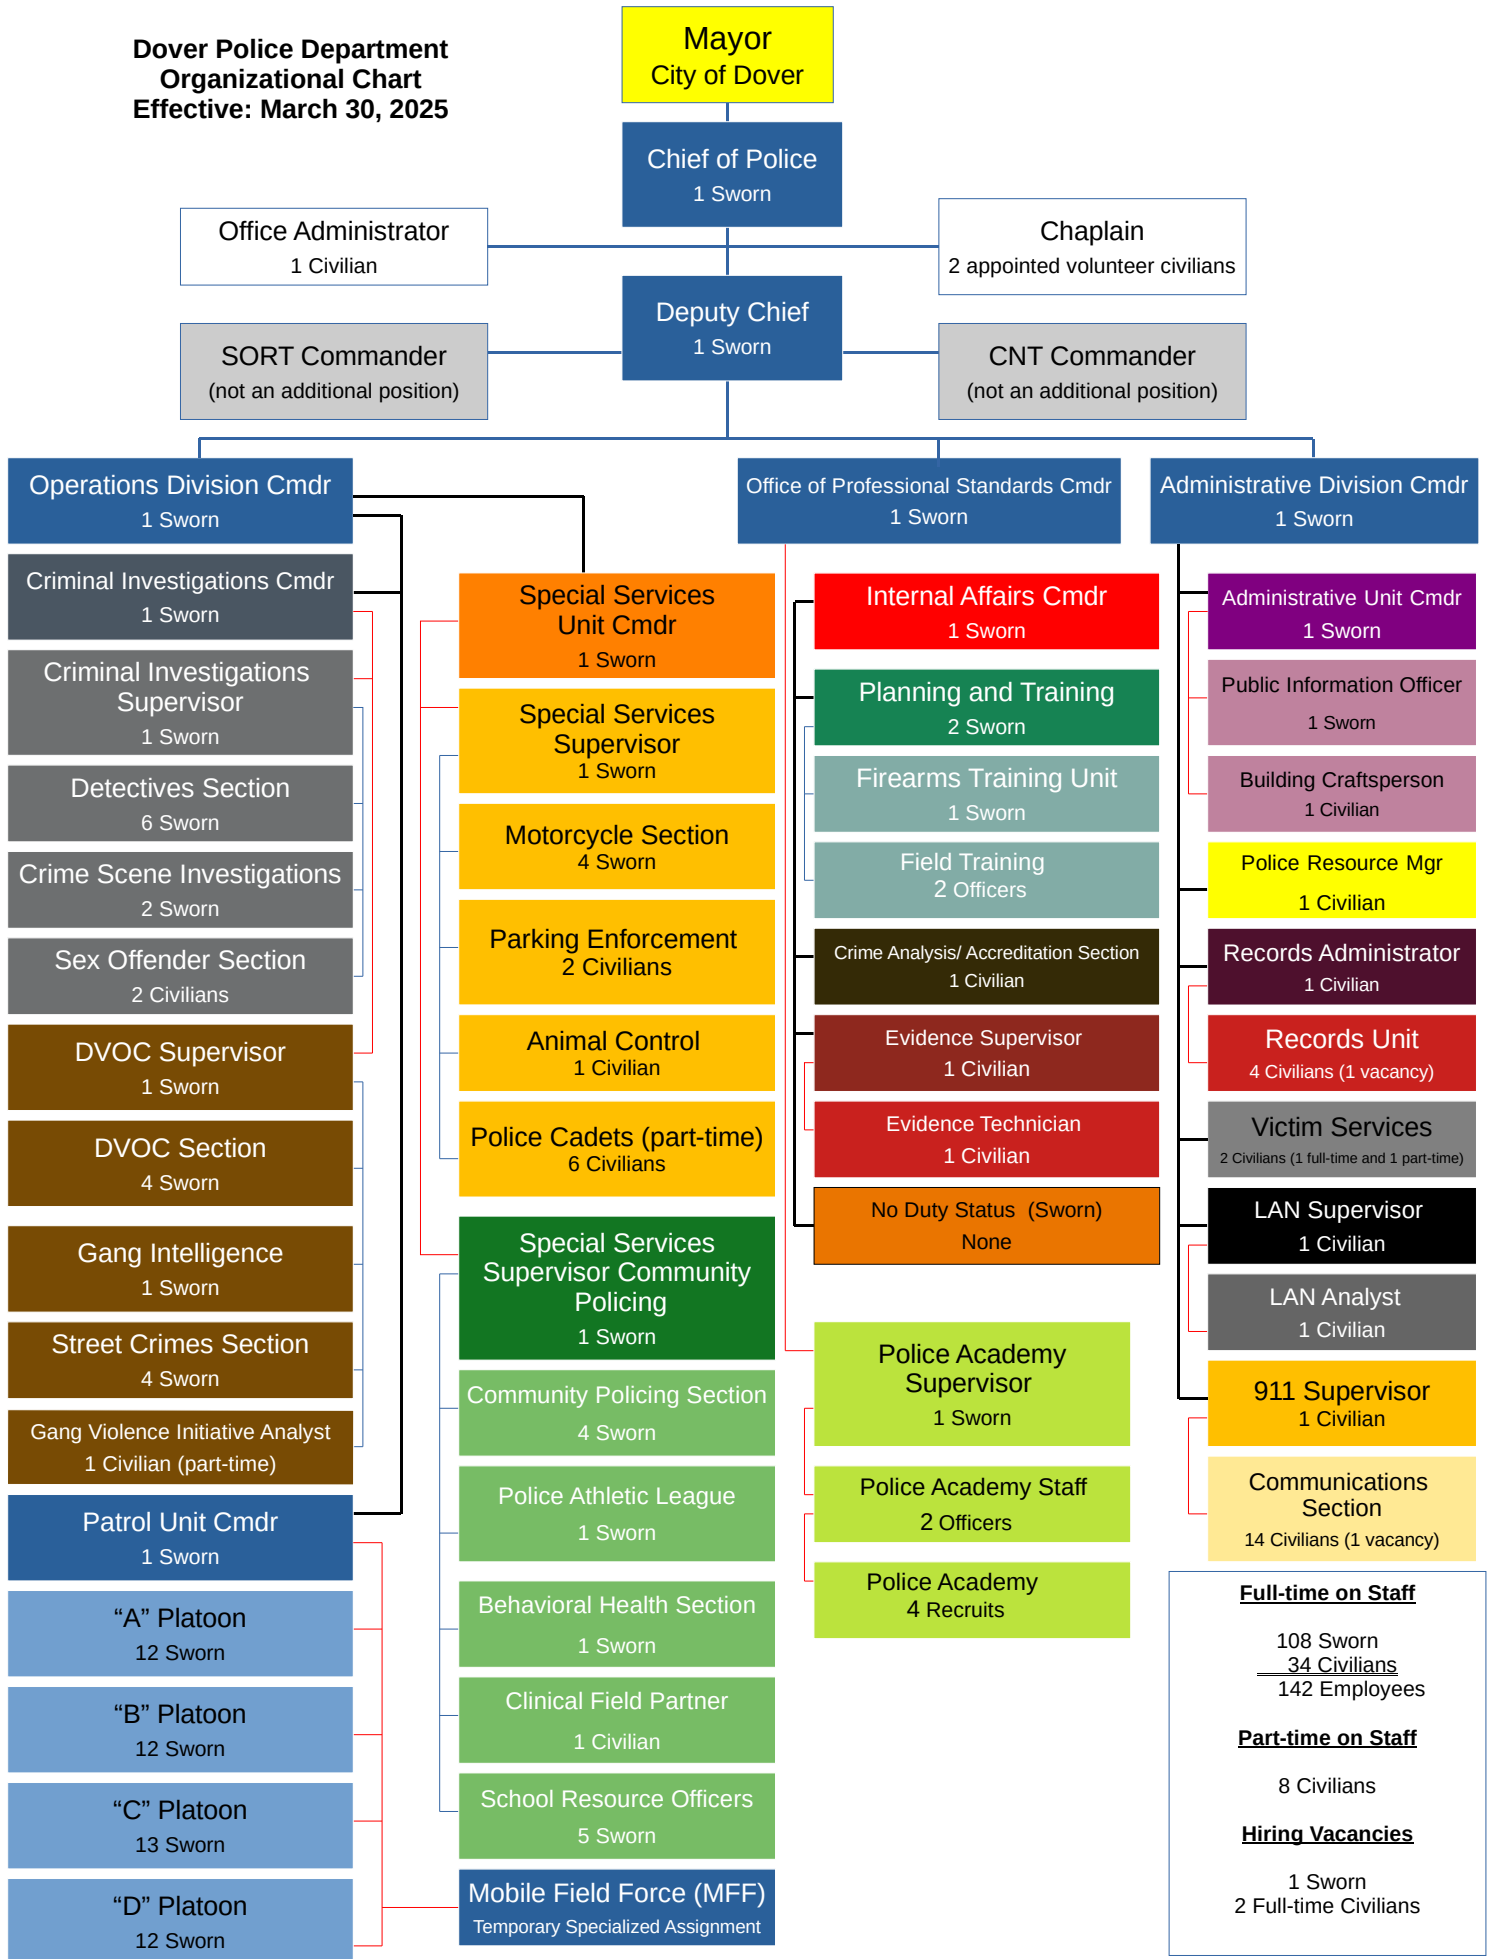 Dover Police Department
Organizational Chart
Effective: March 30, 2025
Mayor
City of Dover
Chief of Police
1 Sworn
Office Administrator
1 Civilian
Chaplain
2 appointed volunteer civilians
Deputy Chief
1 Sworn
SORT Commander
(not an additional position)
CNT Commander
(not an additional position)
Operations Division Cmdr
1 Sworn
Criminal Investigations Cmdr
1 Sworn
Criminal Investigations
Supervisor
1 Sworn
Detectives Section
6 Sworn
Crime Scene Investigations
2 Sworn
Sex Offender Section
2 Civilians
DVOC Supervisor
1 Sworn
DVOC Section
4 Sworn
Gang Intelligence
1 Sworn
Street Crimes Section
4 Sworn
Gang Violence Initiative Analyst
1 Civilian (part-time)
Patrol Unit Cmdr
1 Sworn
“A” Platoon
12 Sworn
“B” Platoon
12 Sworn
“C” Platoon
13 Sworn
“D” Platoon
12 Sworn
Special Services
Unit Cmdr
1 Sworn
Special Services
Supervisor
1 Sworn
Motorcycle Section
4 Sworn
Parking Enforcement
2 Civilians
Animal Control
1 Civilian
Police Cadets (part-time)
6 Civilians
Special Services
Supervisor Community
Policing
1 Sworn
Community Policing Section
4 Sworn
Police Athletic League
1 Sworn
Behavioral Health Section
1 Sworn
Clinical Field Partner
1 Civilian
School Resource Officers
5 Sworn
Mobile Field Force (MFF)
Temporary Specialized Assignment
Office of Professional Standards Cmdr
1 Sworn
Internal Affairs Cmdr
1 Sworn
Planning and Training
2 Sworn
Firearms Training Unit
1 Sworn
Field Training
2 Officers
Crime Analysis/ Accreditation Section
1 Civilian
Evidence Supervisor
1 Civilian
Evidence Technician
1 Civilian
No Duty Status (Sworn)
None
Police Academy
Supervisor
1 Sworn
Police Academy Staff
2 Officers
Police Academy
4 Recruits
Administrative Division Cmdr
1 Sworn
Administrative Unit Cmdr
1 Sworn
Public Information Officer
1 Sworn
Building Craftsperson
1 Civilian
Police Resource Mgr
1 Civilian
Records Administrator
1 Civilian
Records Unit
4 Civilians (1 vacancy)
Victim Services
2 Civilians (1 full-time and 1 part-time)
LAN Supervisor
1 Civilian
LAN Analyst
1 Civilian
911 Supervisor
1 Civilian
Communications
Section
14 Civilians (1 vacancy)
Full-time on Staff
108 Sworn
34 Civilians
142 Employees
Part-time on Staff
8 Civilians
Hiring Vacancies
1 Sworn
2 Full-time Civilians